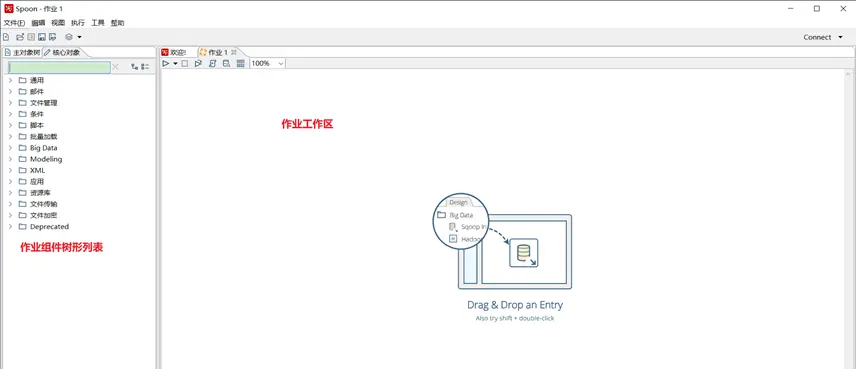 Spoon - 作业 1
文件(F) 编辑 视图 执行 工具 帮助
Connect
主对象树 核心对象
欢迎! 作业 1
100%
通用
邮件
文件管理
条件
脚本
批量加载
Big Data
Modeling
XML
应用
资源库
文件传输
文件加密
Deprecated
作业组件树形列表
作业工作区
Design
Big Data
Sqoop In
Hadoo
Drag & Drop an Entry
Also try shift + double-click